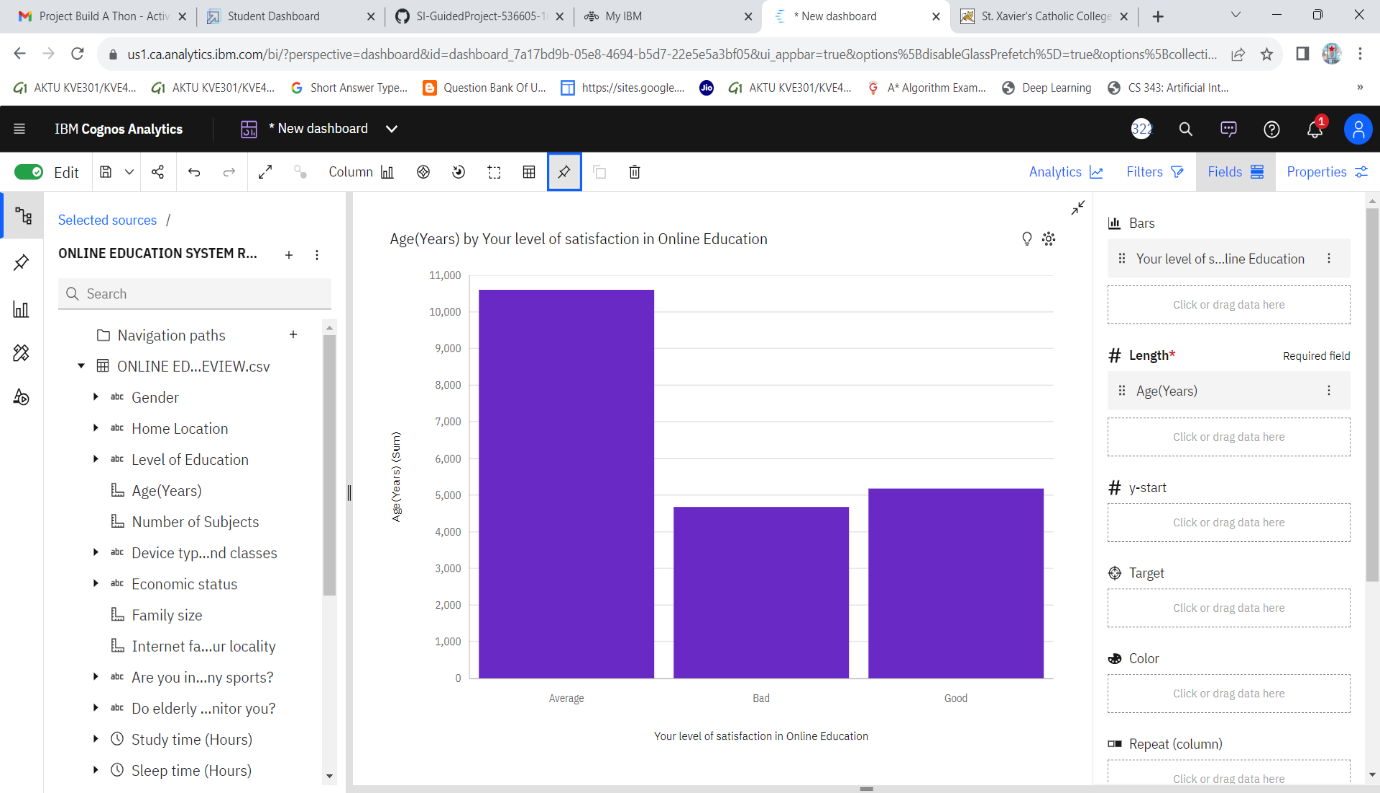 Project Build A Thon - Activ
Student Dashboard
SI-GuidedProject-536605-1
My IBM
* New dashboard
St. Xavier's Catholic College
us1.ca.analytics.ibm.com/bi/?perspective=dashboard&id=dashboard_7a17bd9b-05e8-4694-b5d7-22e5e5a3bf05&ui_appbar=true&options%5BdisableGlassPrefetch%5D=true&options%5Bcollecti...
AKTU KVE301/KVE4...
AKTU KVE301/KVE4...
Short Answer Type...
Question Bank Of U...
https://sites.google....
Jio
AKTU KVE301/KVE4...
A* Algorithm Exam...
Deep Learning
CS 343: Artificial Int...
»
IBM Cognos Analytics
* New dashboard
322
1
Edit
Column
Analytics
Filters
Fields
Properties
Selected sources /
ONLINE EDUCATION SYSTEM R...
Search
Navigation paths
ONLINE ED...EVIEW.csv
abc Gender
abc Home Location
abc Level of Education
Age(Years)
Number of Subjects
abc Device typ...nd classes
abc Economic status
Family size
Internet fa...ur locality
abc Are you in...ny sports?
abc Do elderly ...nitor you?
Study time (Hours)
Sleep time (Hours)
Age(Years) by Your level of satisfaction in Online Education
Age(Years) (Sum)
11,000
10,000
9,000
8,000
7,000
6,000
5,000
4,000
3,000
2,000
1,000
0
Average
Bad
Good
Your level of satisfaction in Online Education
Bars
Your level of s...line Education
Click or drag data here
# Length* Required field
Age(Years)
Click or drag data here
# y-start
Click or drag data here
Target
Click or drag data here
Color
Click or drag data here
Repeat (column)
Click or drag data here